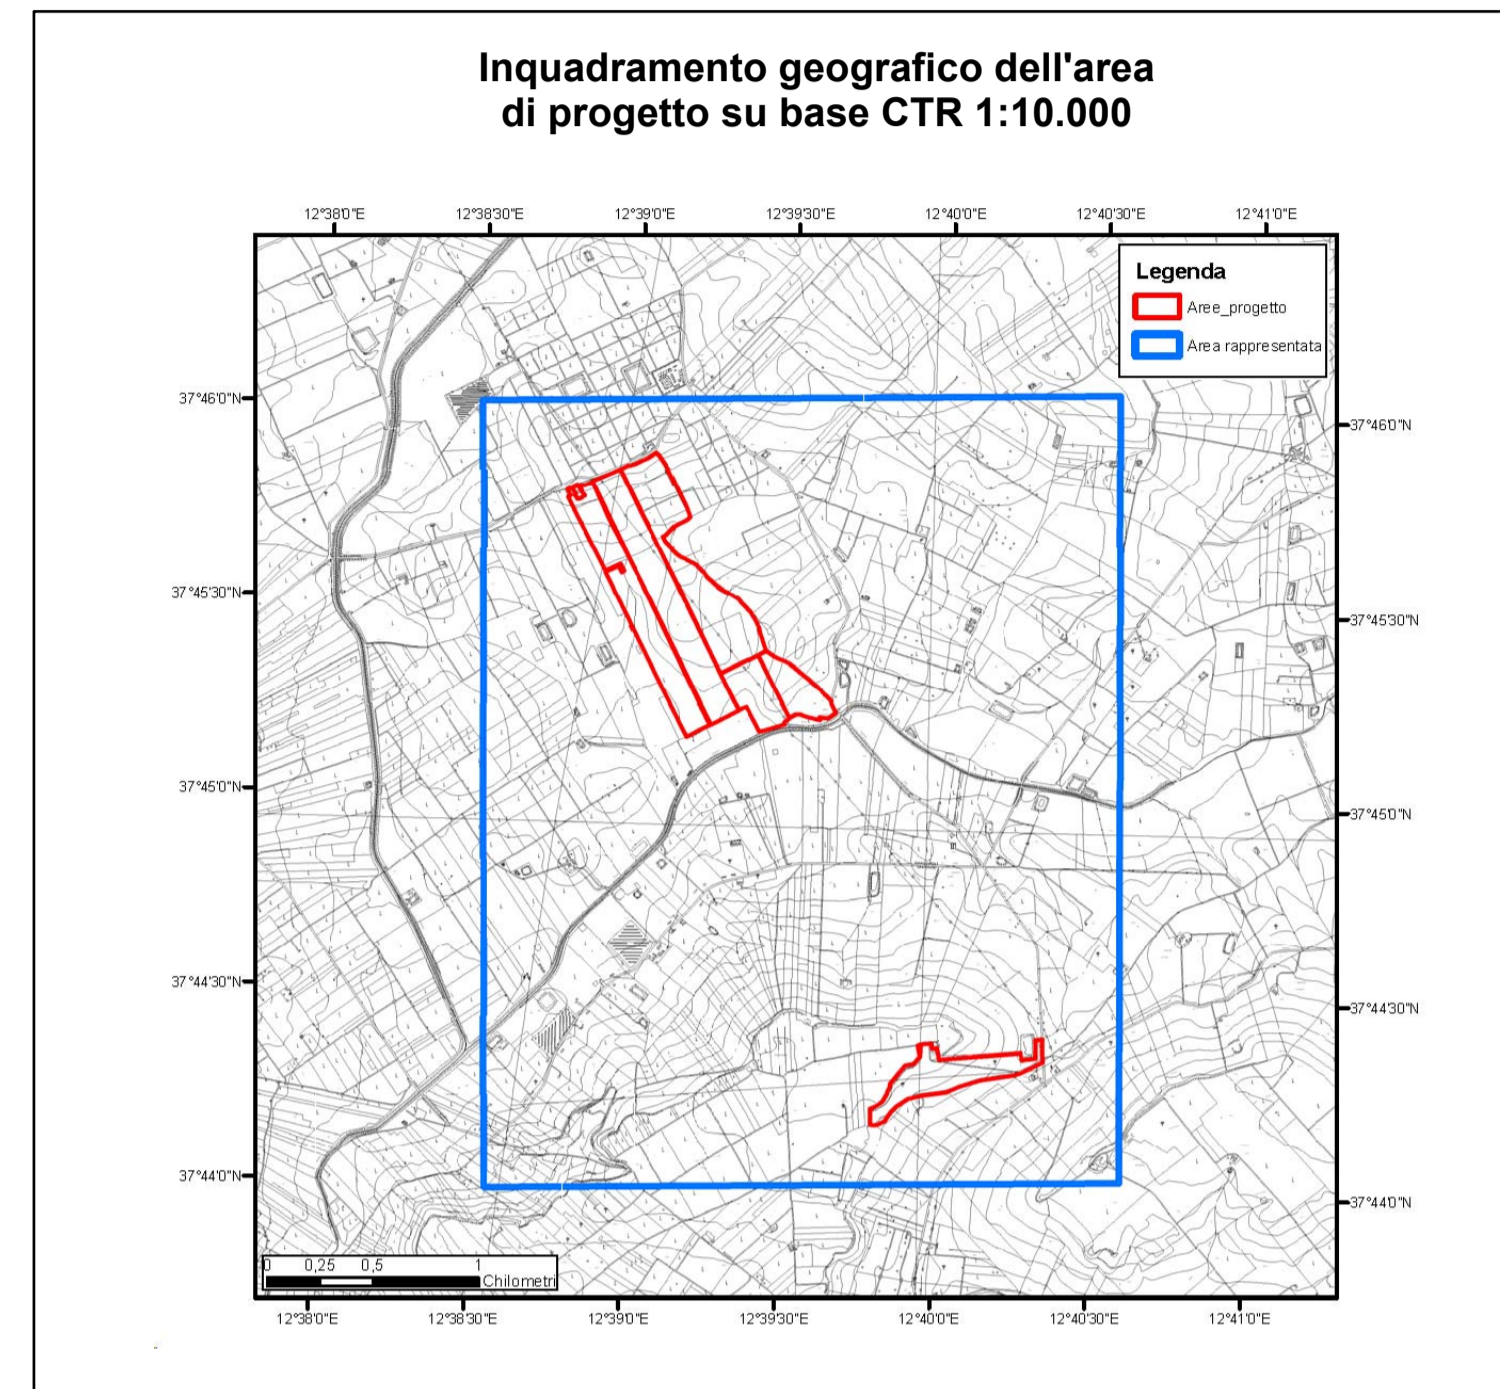 Inquadramento geografico dell'area
di progetto su base CTR 1:10.000
12°38'0"E 12°38'30"E 12°39'0"E 12°39'30"E 12°40'0"E 12°40'30"E 12°41'0"E
Legenda
Aree_progetto
Area rappresentata
37°46'0"N
37°46'0"N
37°45'30"N
37°45'30"N
37°45'0"N
37°45'0"N
37°44'30"N
37°44'30"N
37°44'0"N
37°44'0"N
0 0,25 0,5 1
Chilometri
12°38'0"E 12°38'30"E 12°39'0"E 12°39'30"E 12°40'0"E 12°40'30"E 12°41'0"E